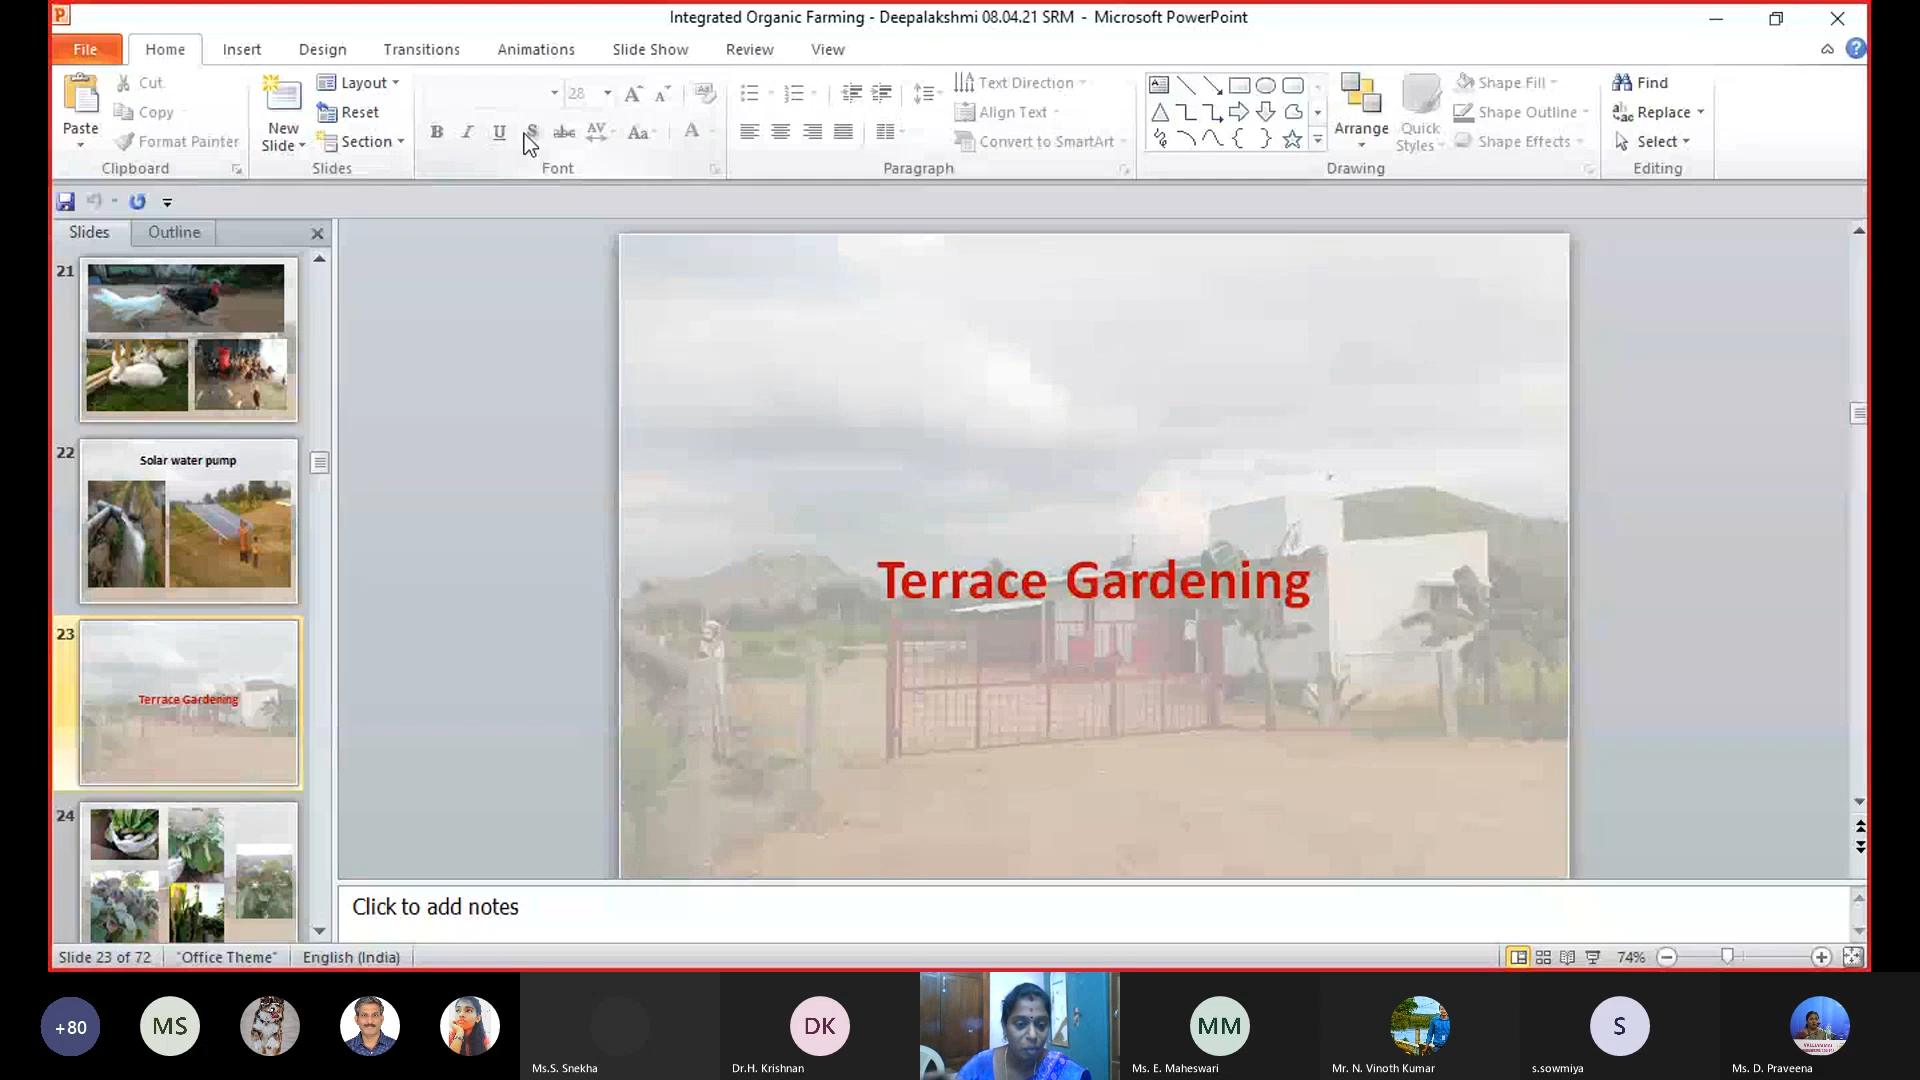 Integrated Organic Farming - Deepalakshmi 08.04.21 SRM - Microsoft PowerPoint
File Home Insert Design Transitions Animations Slide Show Review View
Paste
Cut
Copy
Format Painter
Clipboard
New Slide
Layout
Reset
Section
Slides
28
B I U S abc AV Aa A
Font
Paragraph
Text Direction
Align Text
Convert to SmartArt
Arrange
Quick Styles
Shape Fill
Shape Outline
Shape Effects
Drawing
Find
Replace
Select
Editing
Slides Outline
21
22
Solar water pump
23
Terrace Gardening
24
Terrace Gardening
Click to add notes
Slide 23 of 72 "Office Theme" English (India) 74%
+80 MS DK MM S
Ms.S. Snekha Dr.H. Krishnan Ms. E. Maheswari Mr. N. Vinoth Kumar s.sowmiya Ms. D. Praveena